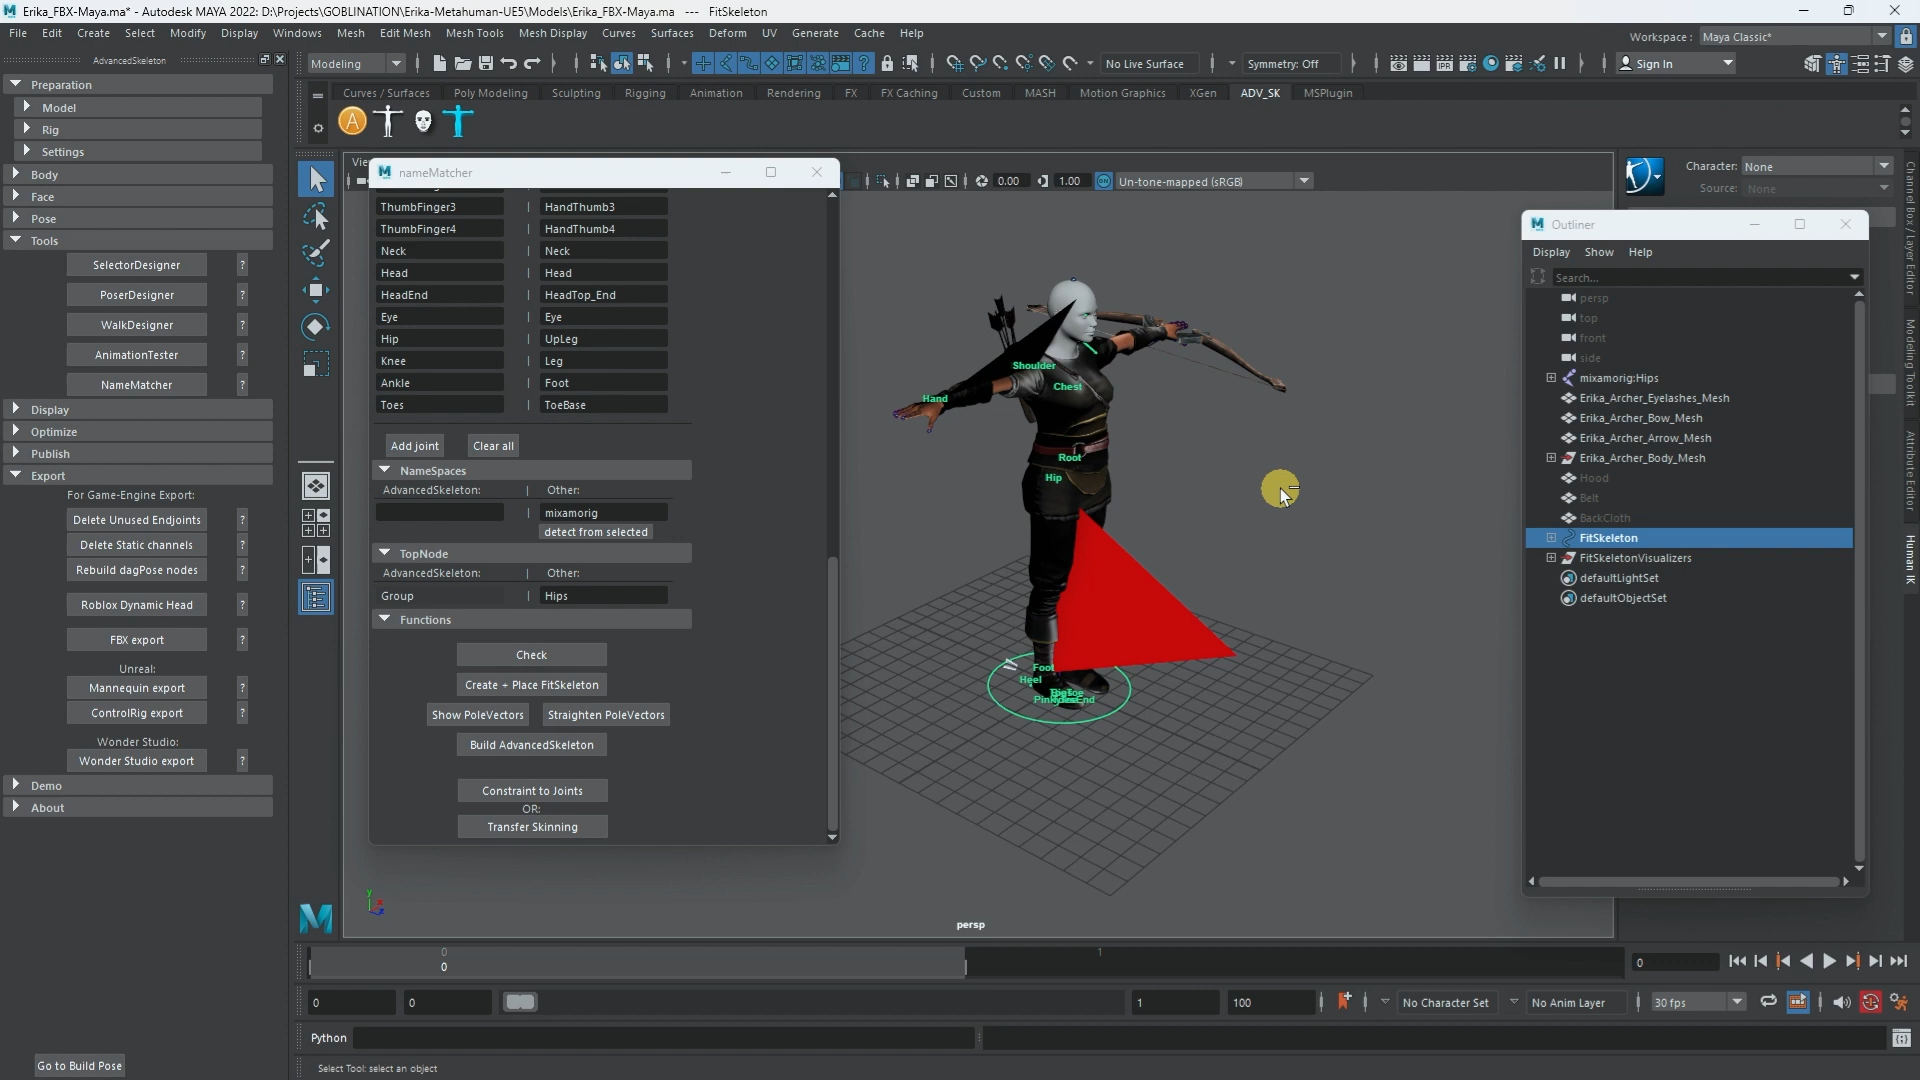 Erika_FBX-Maya.ma* - Autodesk MAYA 2022: D:\Projects\GOBLINATION\Erika-Metahuman-UE5\Models\Erika_FBX-Maya.ma --- FitSkeleton
File Edit Create Select Modify Display Windows Mesh Edit Mesh Mesh Tools Mesh Display Curves Surfaces Deform UV Generate Cache Help
Workspace : Maya Classic*
AdvancedSkeleton
Modeling
No Live Surface
Symmetry: Off
Sign In
Curves / Surfaces Poly Modeling Sculpting Rigging Animation Rendering FX FX Caching Custom MASH Motion Graphics XGen ADV_SK MSPlugin
Preparation
Model
Rig
Settings
Body
Face
Pose
Tools
SelectorDesigner ?
PoserDesigner ?
WalkDesigner ?
AnimationTester ?
NameMatcher ?
Display
Optimize
Publish
Export
For Game-Engine Export:
Delete Unused Endjoints ?
Delete Static channels ?
Rebuild dagPose nodes ?
Roblox Dynamic Head ?
FBX export ?
Unreal:
Mannequin export ?
ControlRig export ?
Wonder Studio:
Wonder Studio export ?
Demo
About
Go to Build Pose
nameMatcher
ThumbFinger3 | HandThumb3
ThumbFinger4 | HandThumb4
Neck | Neck
Head | Head
HeadEnd | HeadTop_End
Eye | Eye
Hip | UpLeg
Knee | Leg
Ankle | Foot
Toes | ToeBase
Add joint Clear all
NameSpaces
AdvancedSkeleton: | Other:
| mixamorig
detect from selected
TopNode
AdvancedSkeleton: | Other:
Group | Hips
Functions
Check
Create + Place FitSkeleton
Show PoleVectors Straighten PoleVectors
Build AdvancedSkeleton
Constraint to Joints
OR:
Transfer Skinning
0.00 1.00 Un-tone-mapped (sRGB)
Shoulder
Chest
Hand
Root
Hip
Foot
Heel
persp
Character: None
Source: None
Outliner
Display Show Help
Search...
persp
top
front
side
mixamorig:Hips
Erika_Archer_Eyelashes_Mesh
Erika_Archer_Bow_Mesh
Erika_Archer_Arrow_Mesh
Erika_Archer_Body_Mesh
Hood
Belt
BackCloth
FitSkeleton
FitSkeletonVisualizers
defaultLightSet
defaultObjectSet
Channel Box / Layer Editor
Modeling Toolkit
Attribute Editor
Human IK
0
0
1
0
0 0 1 100
No Character Set
No Anim Layer
30 fps
Python
Select Tool: select an object